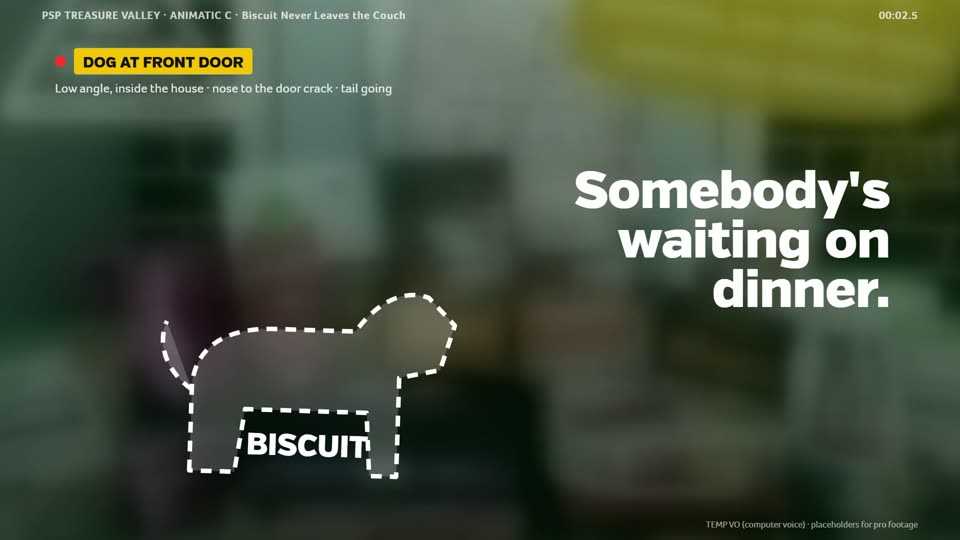 PSP TREASURE VALLEY · ANIMATIC C · Biscuit Never Leaves the Couch
00:02.5
DOG AT FRONT DOOR
Low angle, inside the house · nose to the door crack · tail going
Somebody's
waiting on
dinner.
BISCUIT
TEMP VO (computer voice) · placeholders for pro footage